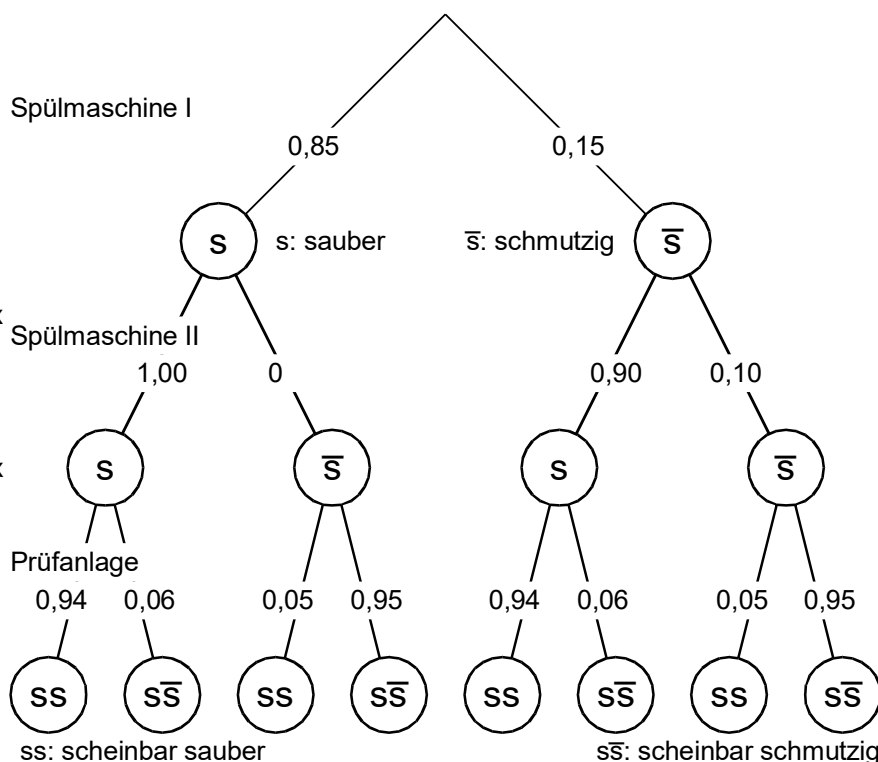 Spülmaschine I
0,85 0,15
s s: sauber s̅: schmutzig s̅
x
Spülmaschine II
1,00 0 0,90 0,10
x s s̅ s s̅
Prüfanlage
0,94 0,06 0,05 0,95 0,94 0,06 0,05 0,95
ss ss̅ ss ss̅ ss ss̅ ss ss̅
ss: scheinbar sauber ss̅: scheinbar schmutzig